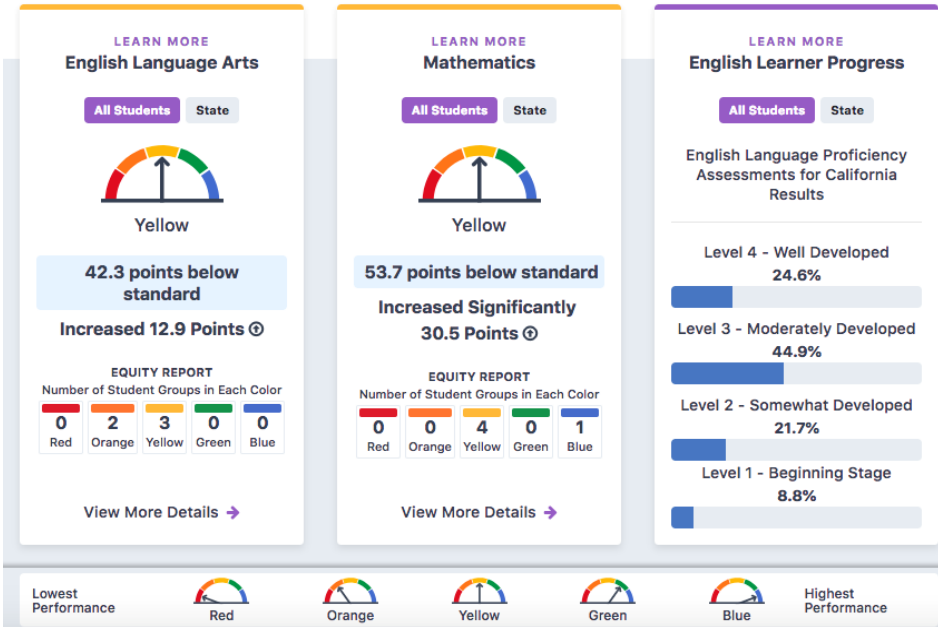 LEARN MORE
English Language Arts
All Students State
Yellow
42.3 points below
standard
Increased 12.9 Points
EQUITY REPORT
Number of Student Groups in Each Color
0 2 3 0 0
Red Orange Yellow Green Blue
View More Details
LEARN MORE
Mathematics
All Students State
Yellow
53.7 points below standard
Increased Significantly
30.5 Points
EQUITY REPORT
Number of Student Groups in Each Color
0 0 4 0 1
Red Orange Yellow Green Blue
View More Details
LEARN MORE
English Learner Progress
All Students State
English Language Proficiency
Assessments for California
Results
Level 4 - Well Developed
24.6%
Level 3 - Moderately Developed
44.9%
Level 2 - Somewhat Developed
21.7%
Level 1 - Beginning Stage
8.8%
Lowest
Performance
Red
Orange
Yellow
Green
Blue
Highest
Performance